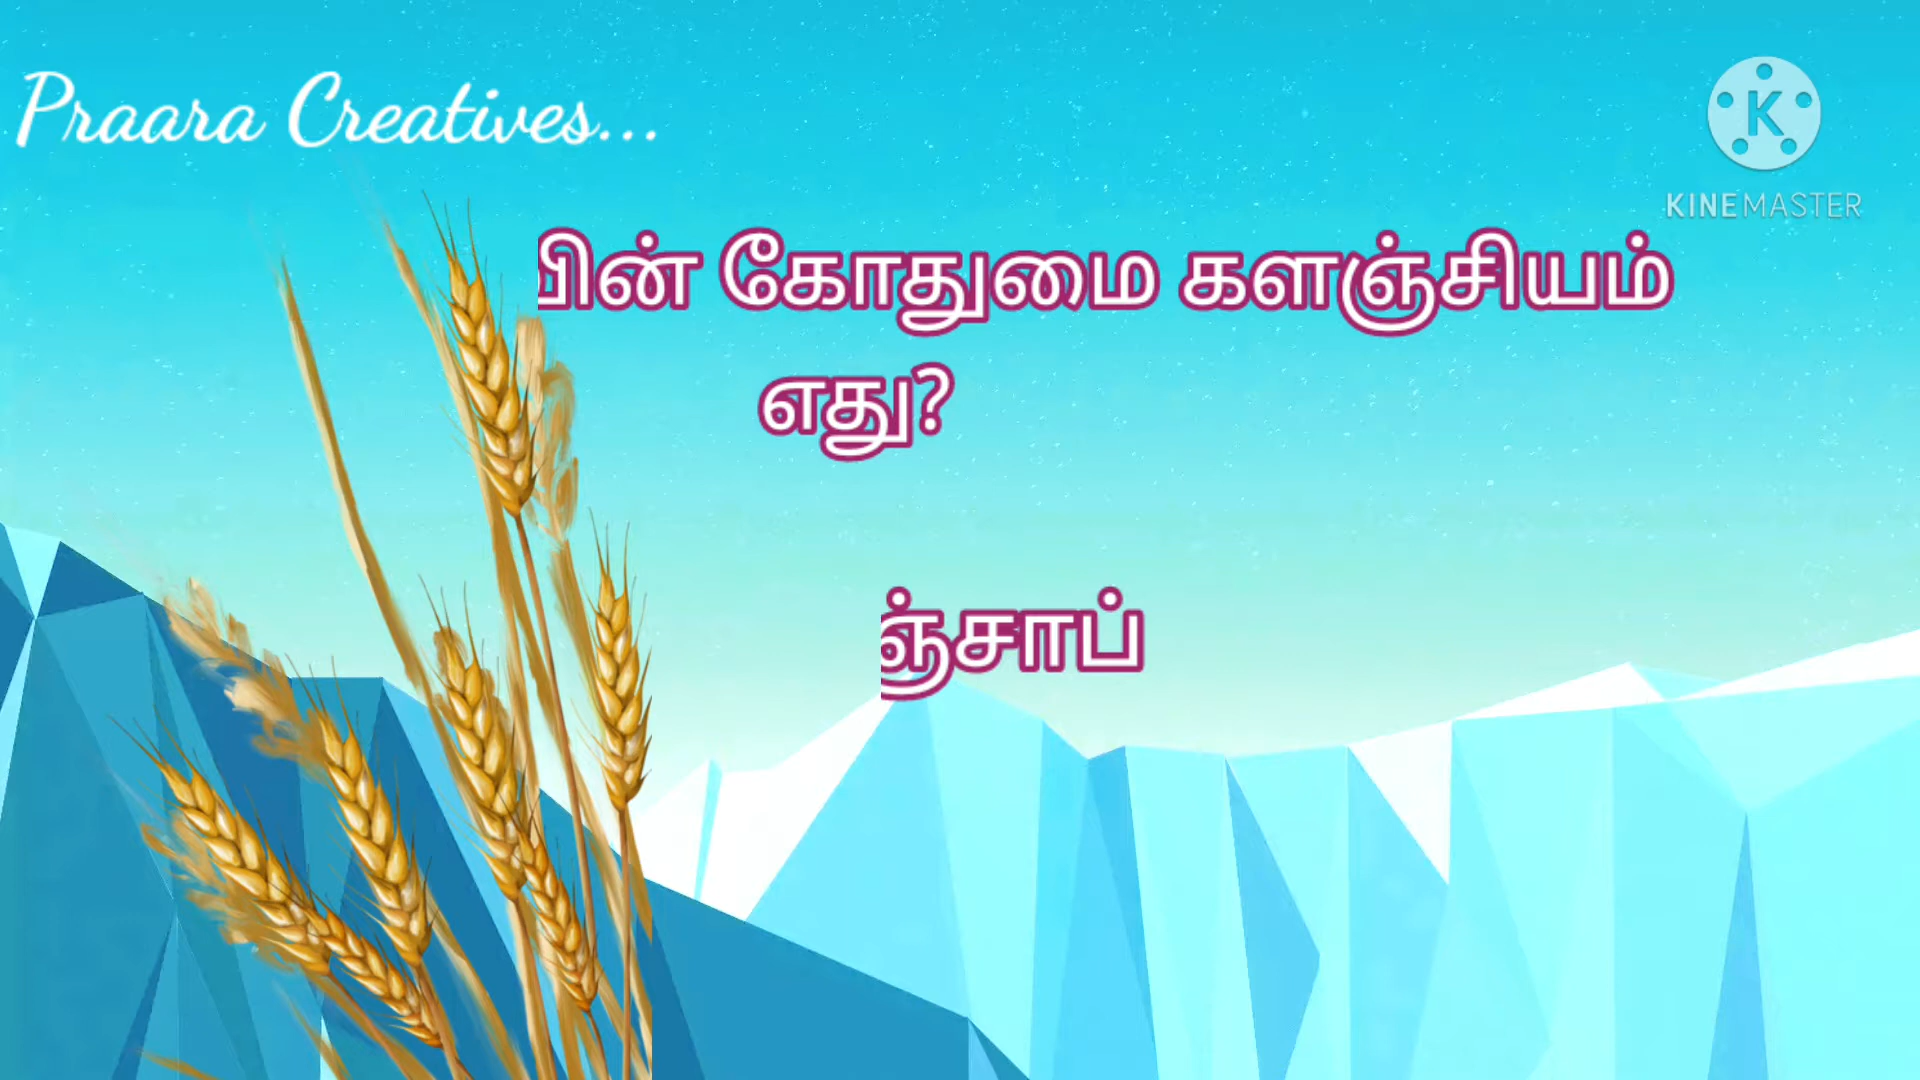 Praara Creatives...
KINEMASTER
யின் கோதுமை களஞ்சியம்
எது?
ஞ்சாப்